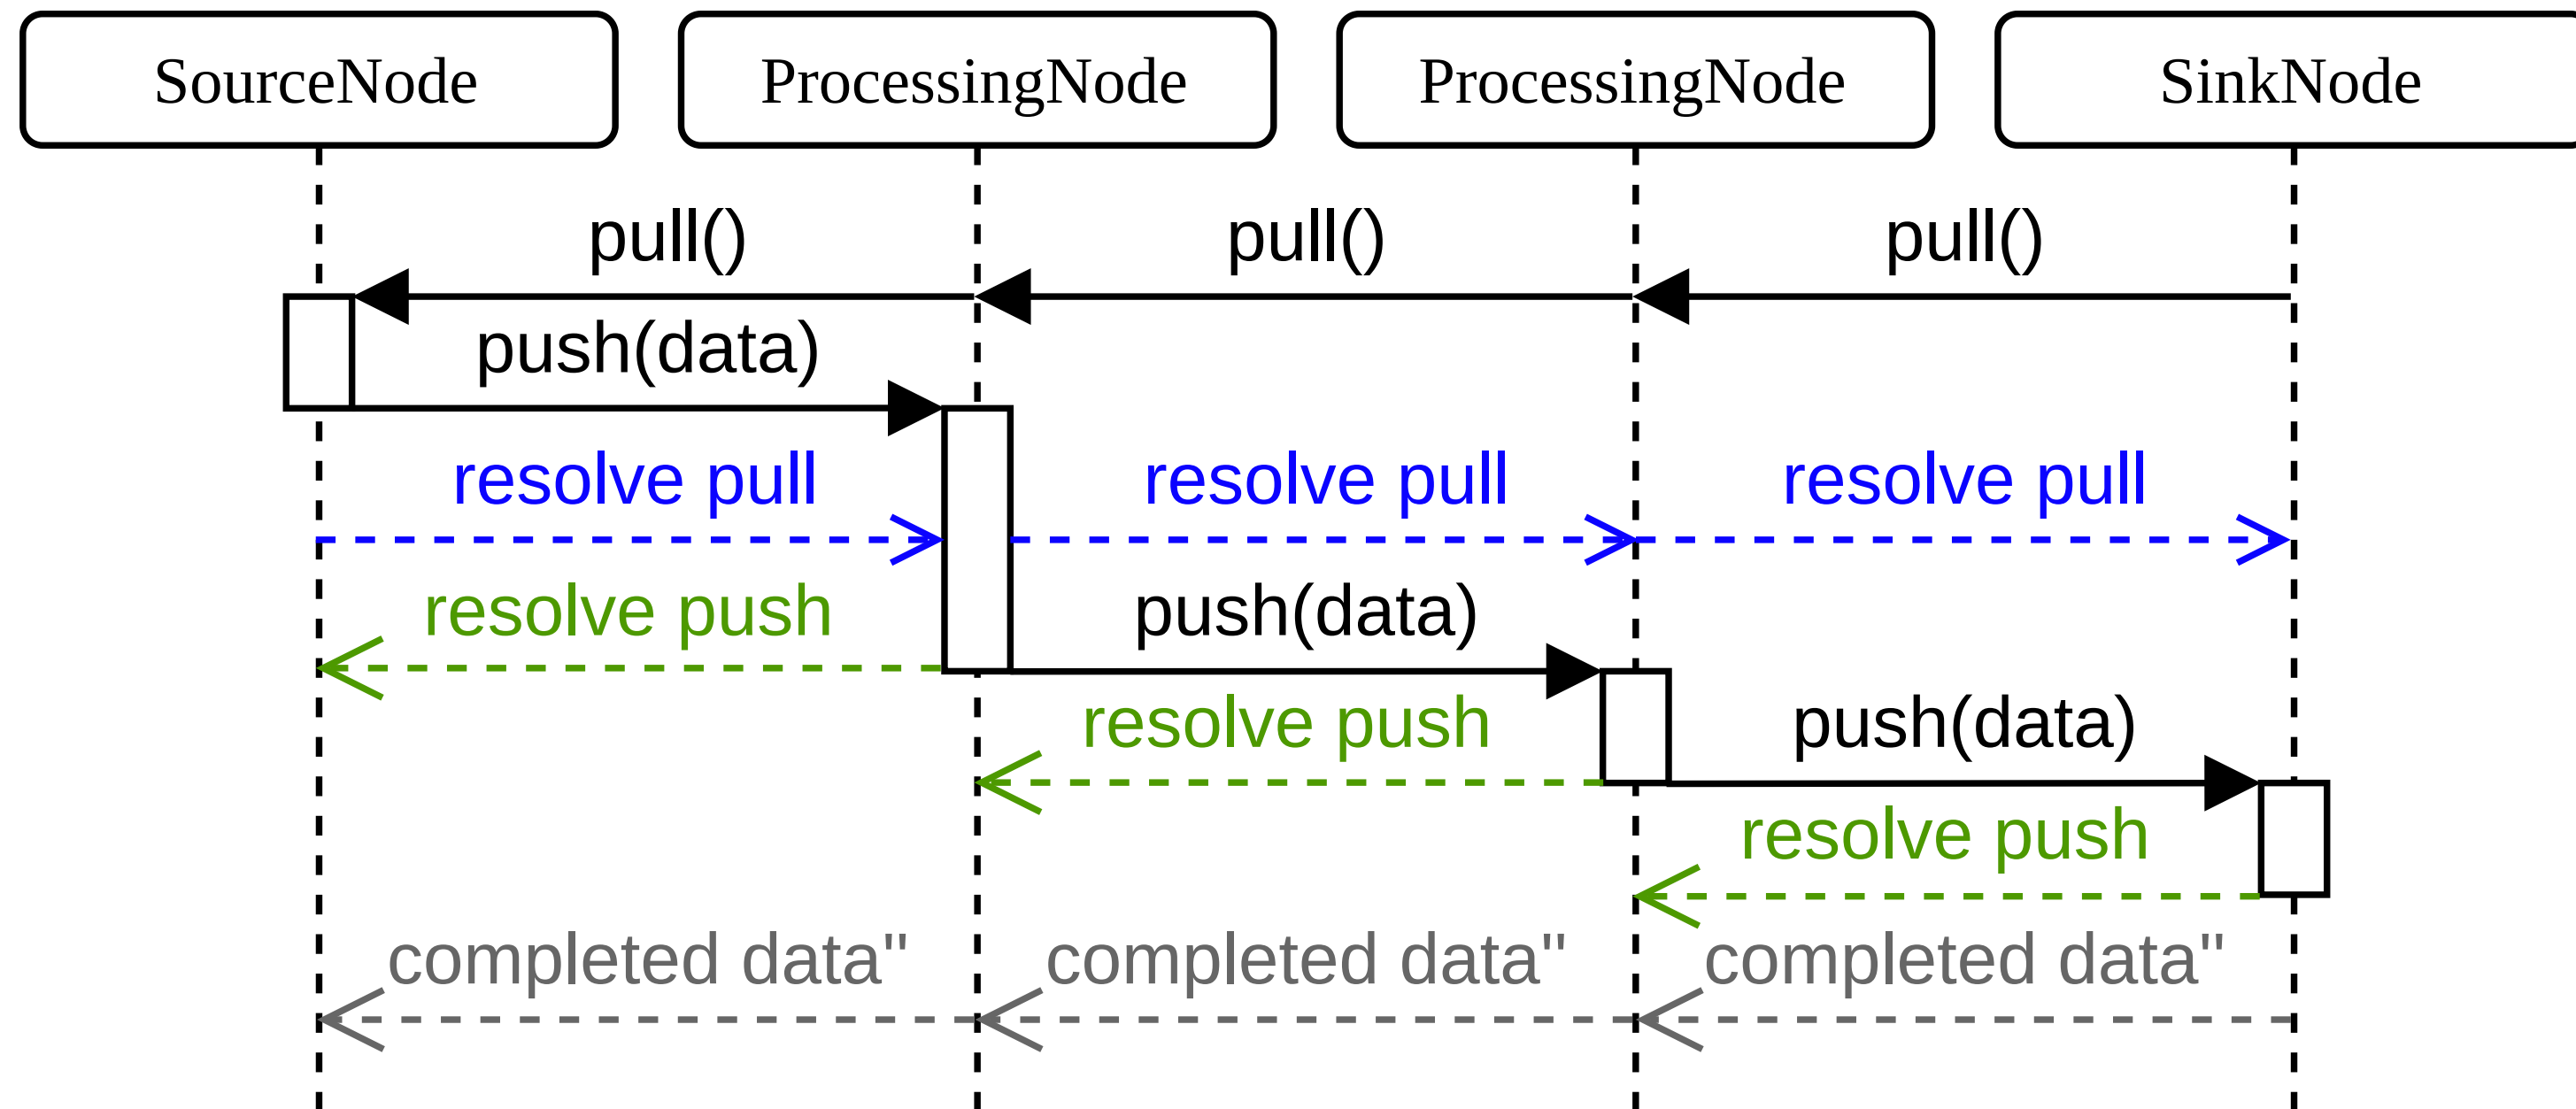 SourceNode
ProcessingNode
ProcessingNode
SinkNode
pull()
pull()
pull()
push(data)
resolve pull
resolve pull
resolve pull
resolve push
push(data)
resolve push
push(data)
resolve push
completed data"
completed data"
completed data"